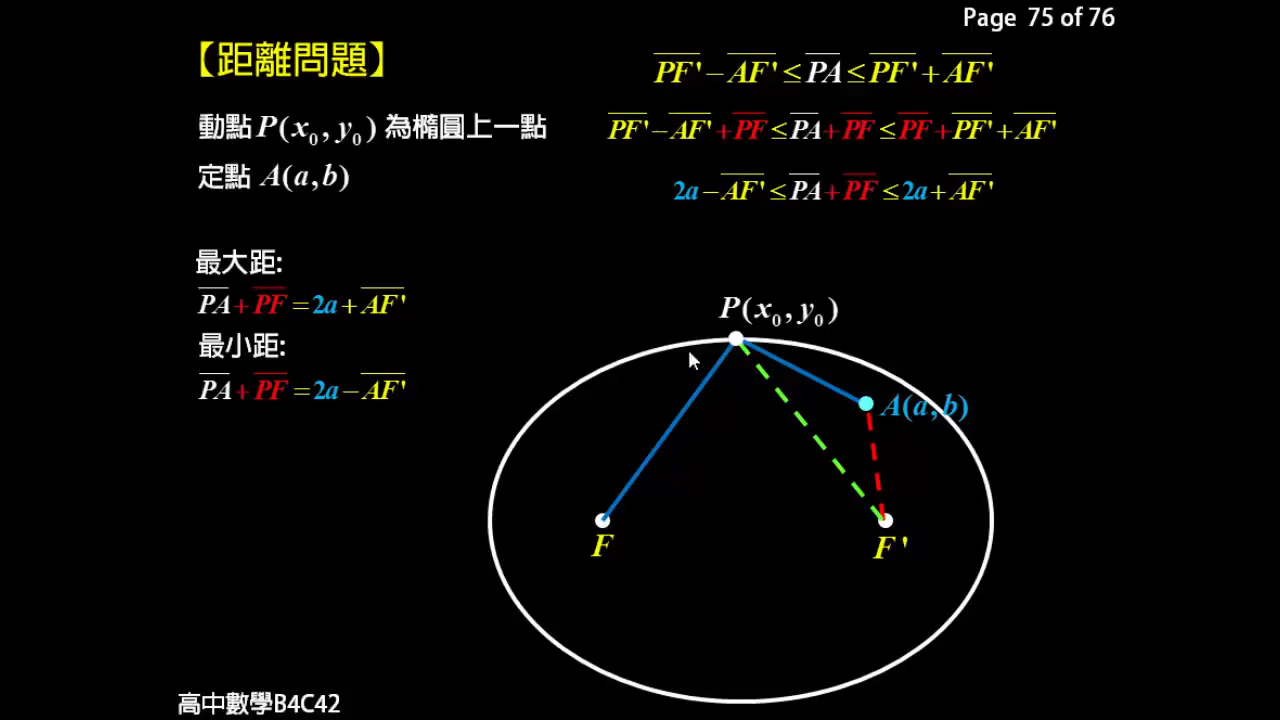 Page 75 of 76
【距離問題】
PF' − AF' ≤ PA ≤ PF' + AF'
動點 P(x₀, y₀) 為橢圓上一點
PF' − AF' + PF ≤ PA + PF ≤ PF + PF' + AF'
定點 A(a,b)
2a − AF' ≤ PA + PF ≤ 2a + AF'
最大距:
PA + PF = 2a + AF'
最小距:
PA + PF = 2a − AF'
P(x₀, y₀)
A(a,b)
F
F'
高中數學B4C42